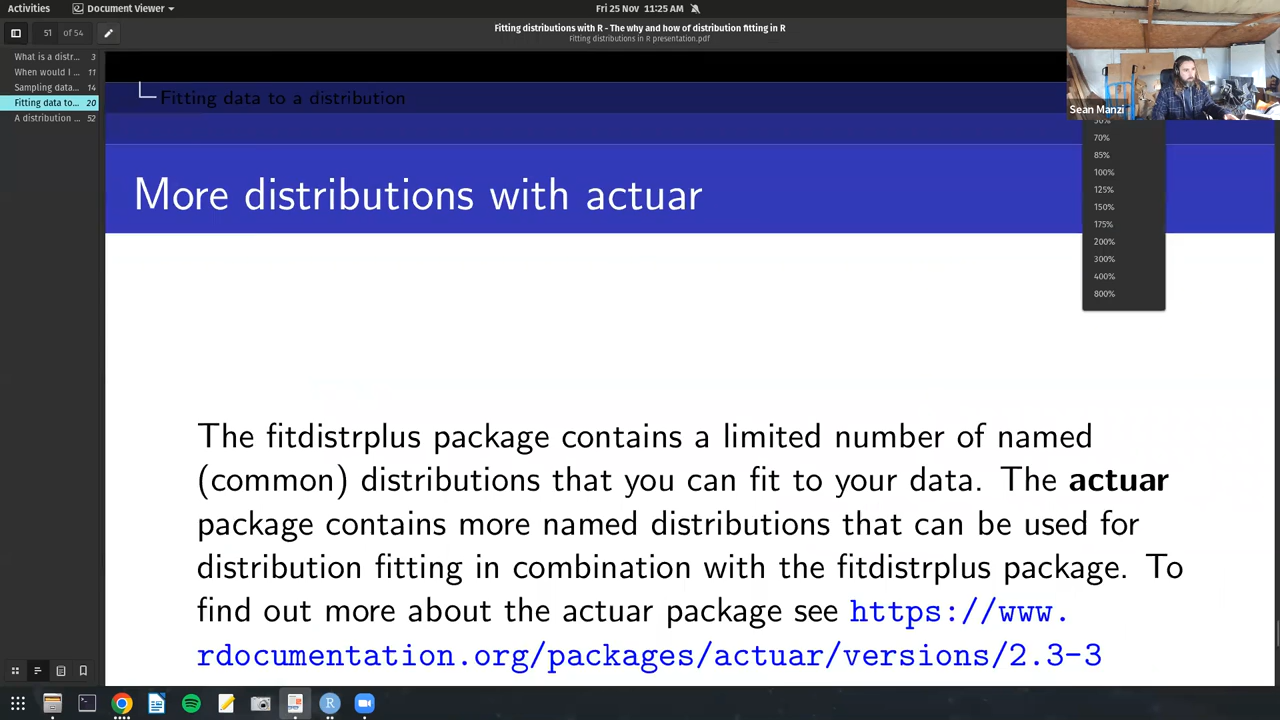 Activities
Document Viewer
Fri 25 Nov 11:25 AM
51 of 54
Fitting distributions with R - The why and how of distribution fitting in R
Fitting distributions in R presentation.pdf
What is a distr... 3
When would I ... 11
Sampling data... 14
Fitting data to... 20
A distribution ... 52
Fitting data to a distribution
Sean Manzi
70%
85%
100%
125%
150%
175%
200%
300%
400%
800%
More distributions with actuar
The fitdistrplus package contains a limited number of named
(common) distributions that you can fit to your data. The actuar
package contains more named distributions that can be used for
distribution fitting in combination with the fitdistrplus package. To
find out more about the actuar package see https://www.
rdocumentation.org/packages/actuar/versions/2.3-3